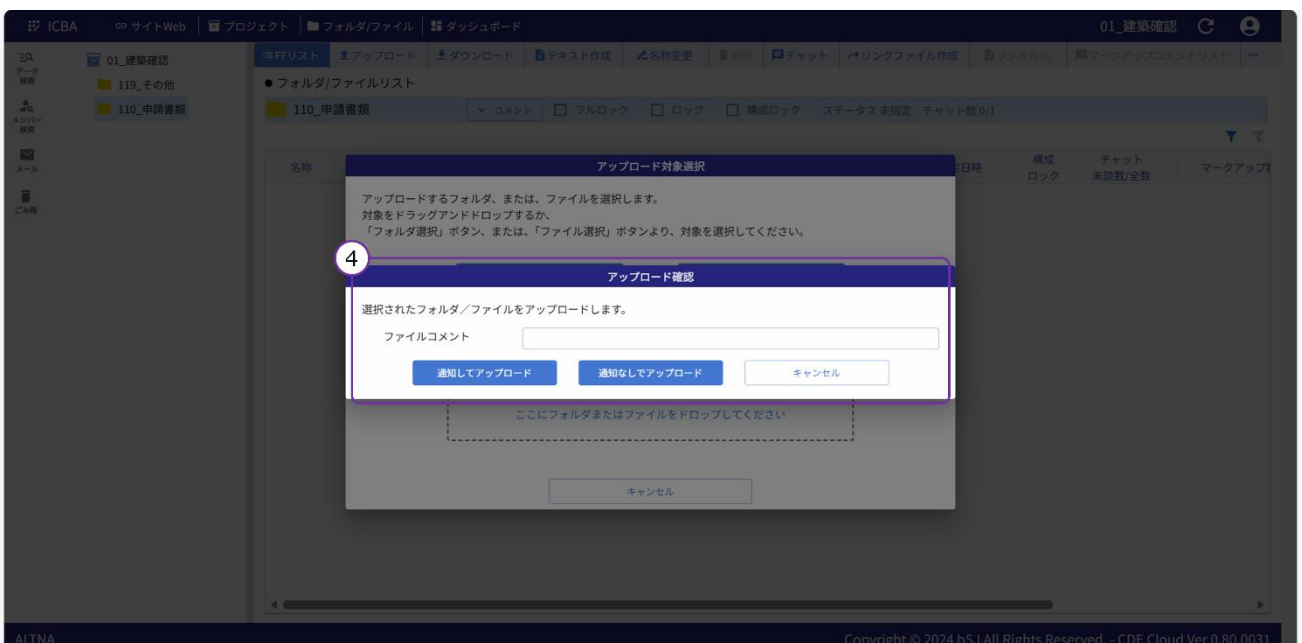 ICBA サイトWeb プロジェクト フォルダ/ファイル ダッシュボード 01_建築確認
データ検索
メンバー検索
メール
ごみ箱
01_建築確認
119_その他
110_申請書類
FFリスト アップロード ダウンロード テキスト作成 名称変更 削除 チャット リンクファイル作成 ファイル化 マークアップコメントリスト ...
● フォルダ/ファイルリスト
110_申請書類 コメント フルロック ロック 構成ロック ステータス 未指定 チャット数 0/1
名称 日時 構成ロック チャット未読数/全数 マークアップ
アップロード対象選択
アップロードするフォルダ、または、ファイルを選択します。
対象をドラッグアンドドロップするか、
「フォルダ選択」ボタン、または、「ファイル選択」ボタンより、対象を選択してください。
4
アップロード確認
選択されたフォルダ／ファイルをアップロードします。
ファイルコメント
通知してアップロード 通知なしでアップロード キャンセル
ここにフォルダまたはファイルをドロップしてください
キャンセル
ALTNA Copyright © 2024 bSJ All Rights Reserved. - CDE Cloud Ver 0.80.0031